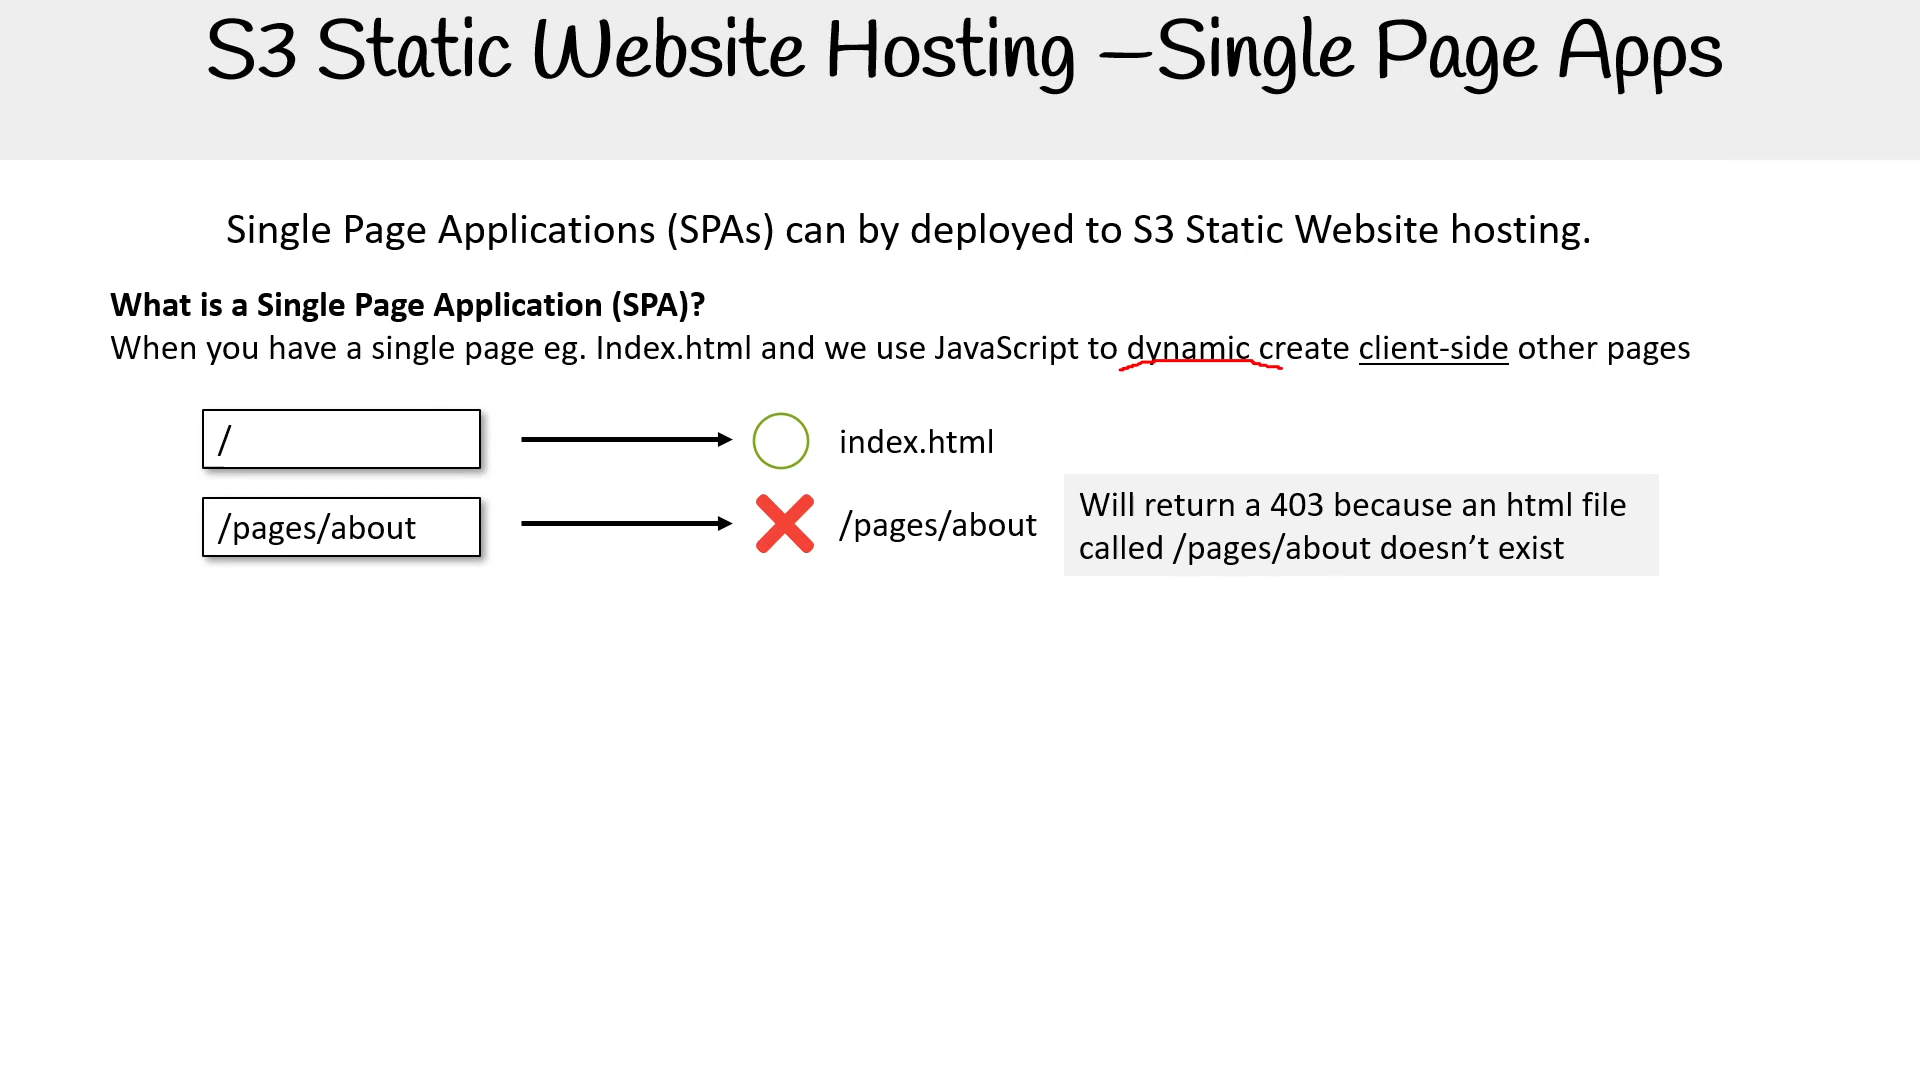 S3 Static Website Hosting –Single Page Apps
Single Page Applications (SPAs) can by deployed to S3 Static Website hosting.
What is a Single Page Application (SPA)?
When you have a single page eg. Index.html and we use JavaScript to dynamic create client-side other pages
/
index.html
/pages/about
/pages/about
Will return a 403 because an html file
called /pages/about doesn’t exist